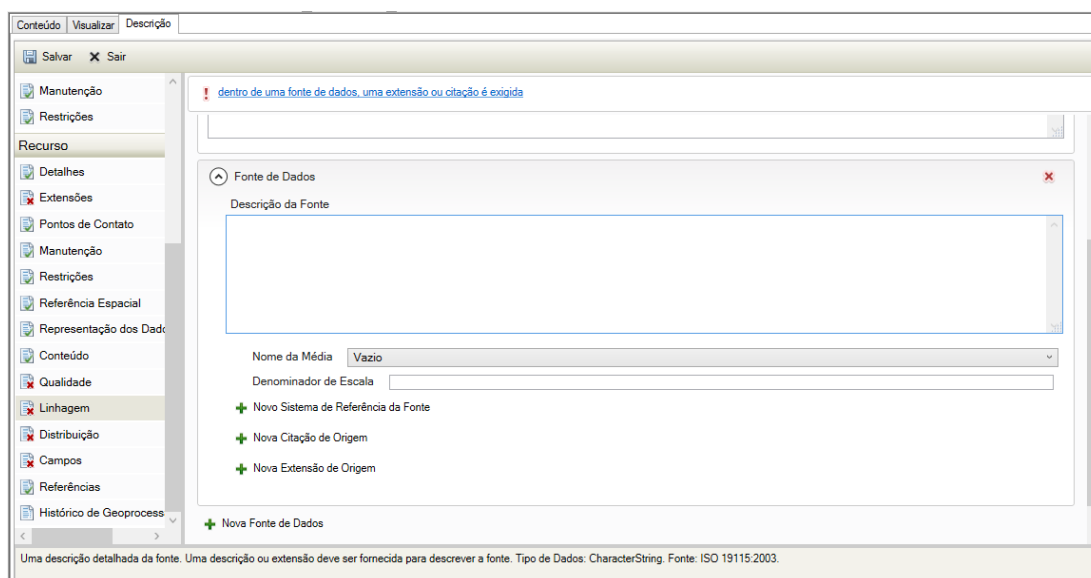 Conteúdo Visualizar Descrição
Salvar Sair
Manutenção
Restrições
Recurso
Detalhes
Extensões
Pontos de Contato
Manutenção
Restrições
Referência Espacial
Representação dos Dado
Conteúdo
Qualidade
Linhagem
Distribuição
Campos
Referências
Histórico de Geoprocess
dentro de uma fonte de dados, uma extensão ou citação é exigida
Fonte de Dados
Descrição da Fonte
Nome da Média Vazio
Denominador de Escala
Novo Sistema de Referência da Fonte
Nova Citação de Origem
Nova Extensão de Origem
Nova Fonte de Dados
Uma descrição detalhada da fonte. Uma descrição ou extensão deve ser fornecida para descrever a fonte. Tipo de Dados: CharacterString. Fonte: ISO 19115:2003.